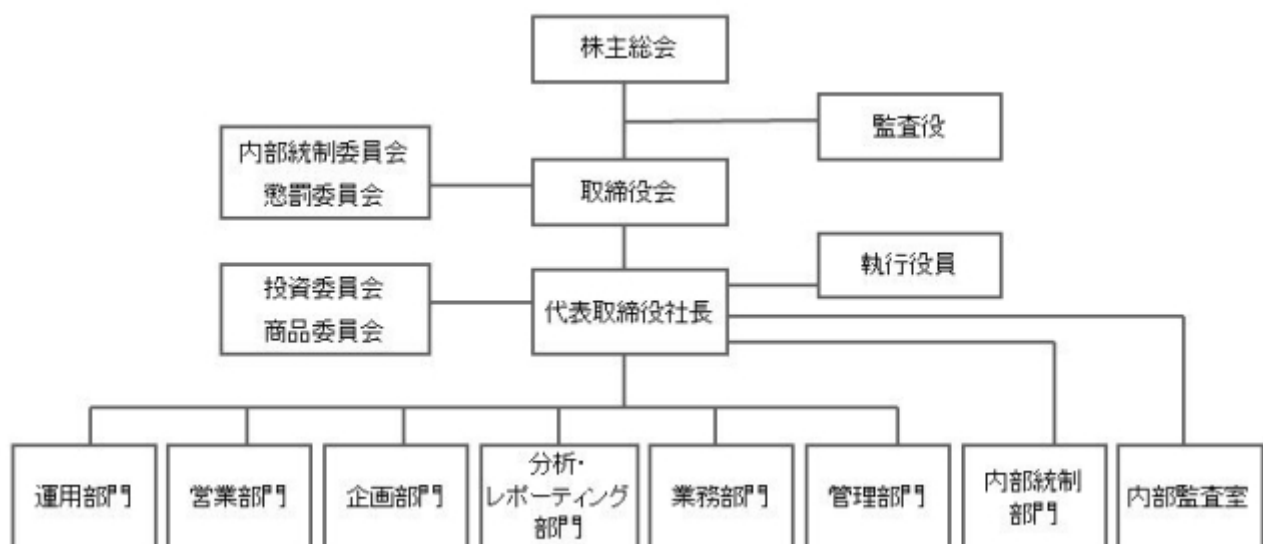 株主総会
監査役
内部統制委員会
懲罰委員会
取締役会
執行役員
投資委員会
商品委員会
代表取締役社長
運用部門
営業部門
企画部門
分析・
レポーティング
部門
業務部門
管理部門
内部統制
部門
内部監査室